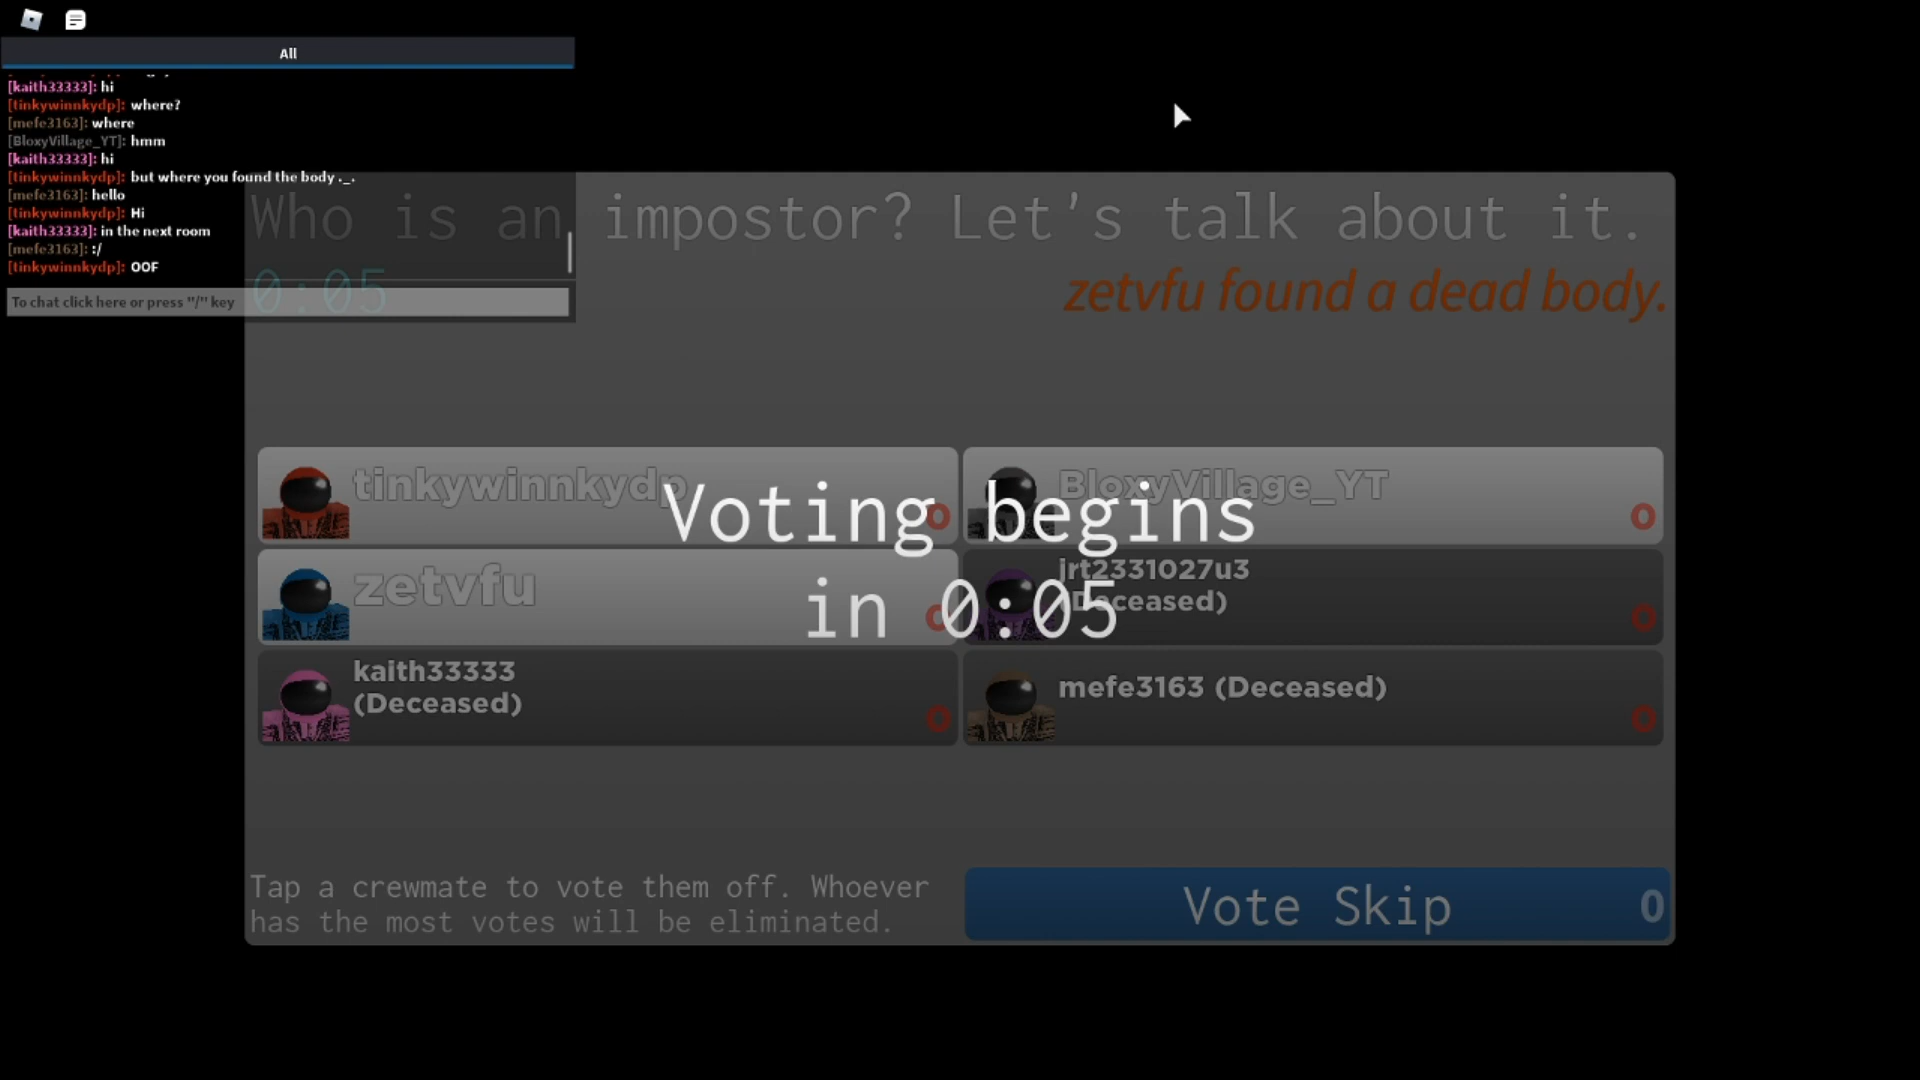 All
[kaith33333]: hi
[tinkywinnkydp]: where?
[mefe3163]: where
[BloxyVillage_YT]: hmm
[kaith33333]: hi
[tinkywinnkydp]: but where you found the body ._.
[mefe3163]: hello
[tinkywinnkydp]: Hi
[kaith33333]: in the next room
[mefe3163]: :/
[tinkywinnkydp]: OOF
To chat click here or press "/" key
Who is an impostor? Let's talk about it.
0:05
zetvfu found a dead body.
tinkywinnkydp
0
BloxyVillage_YT
0
Voting begins
in 0:05
zetvfu
0
jrt2331027u3
(Deceased)
0
kaith33333
(Deceased)
0
mefe3163 (Deceased)
0
Tap a crewmate to vote them off. Whoever
has the most votes will be eliminated.
Vote Skip
0